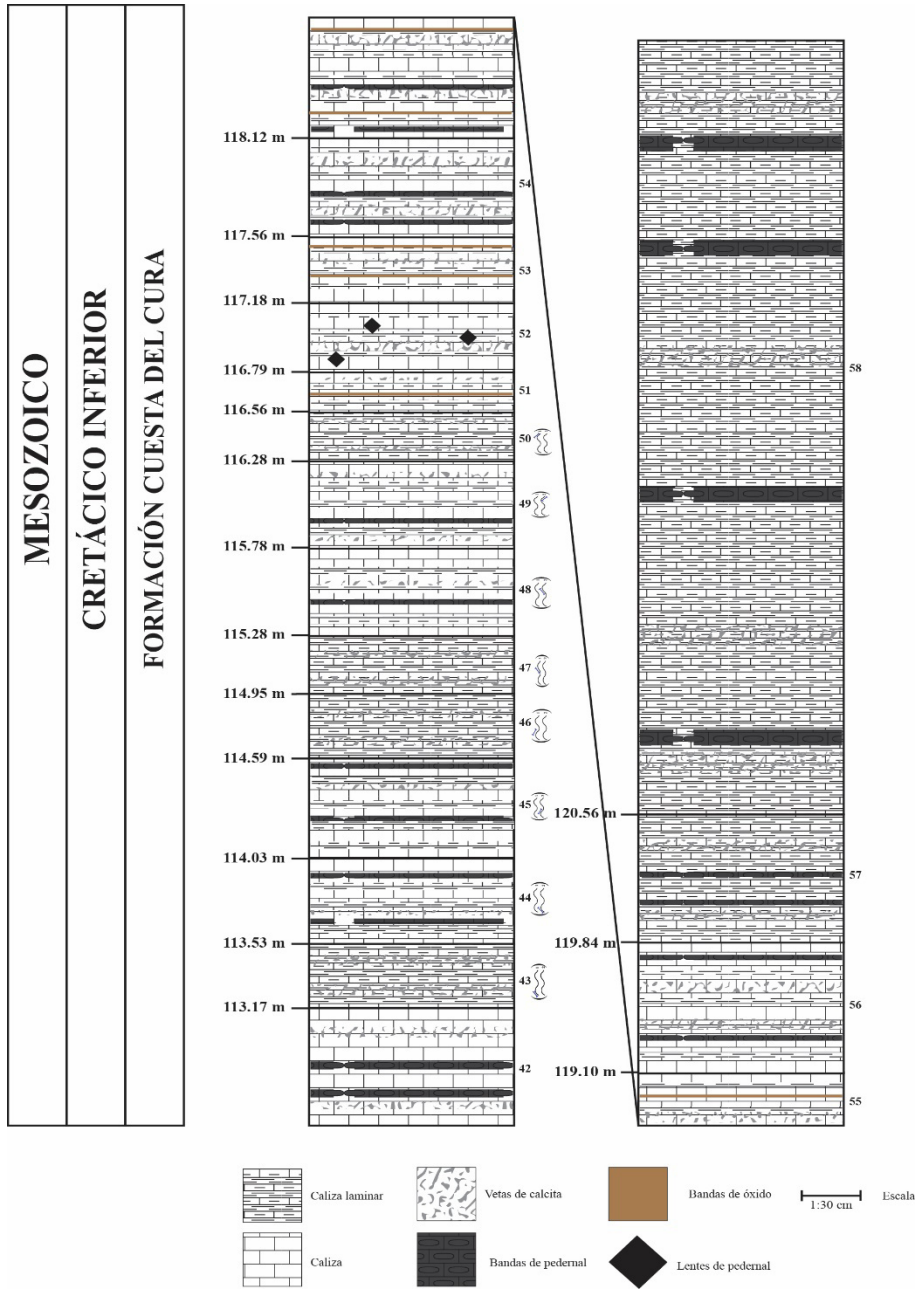 MESOZOICO
CRETÁCICO INFERIOR
FORMACIÓN CUESTA DEL CURA
118.12 m
117.56 m
117.18 m
116.79 m
116.56 m
116.28 m
115.78 m
115.28 m
114.95 m
114.59 m
114.03 m
113.53 m
113.17 m
54
53
52
51
50
49
48
47
46
45
44
43
42
120.56 m
119.84 m
119.10 m
58
57
56
55
Caliza laminar
Vetas de calcita
Bandas de óxido
1:30 cm
Escala
Caliza
Bandas de pedernal
Lentes de pedernal